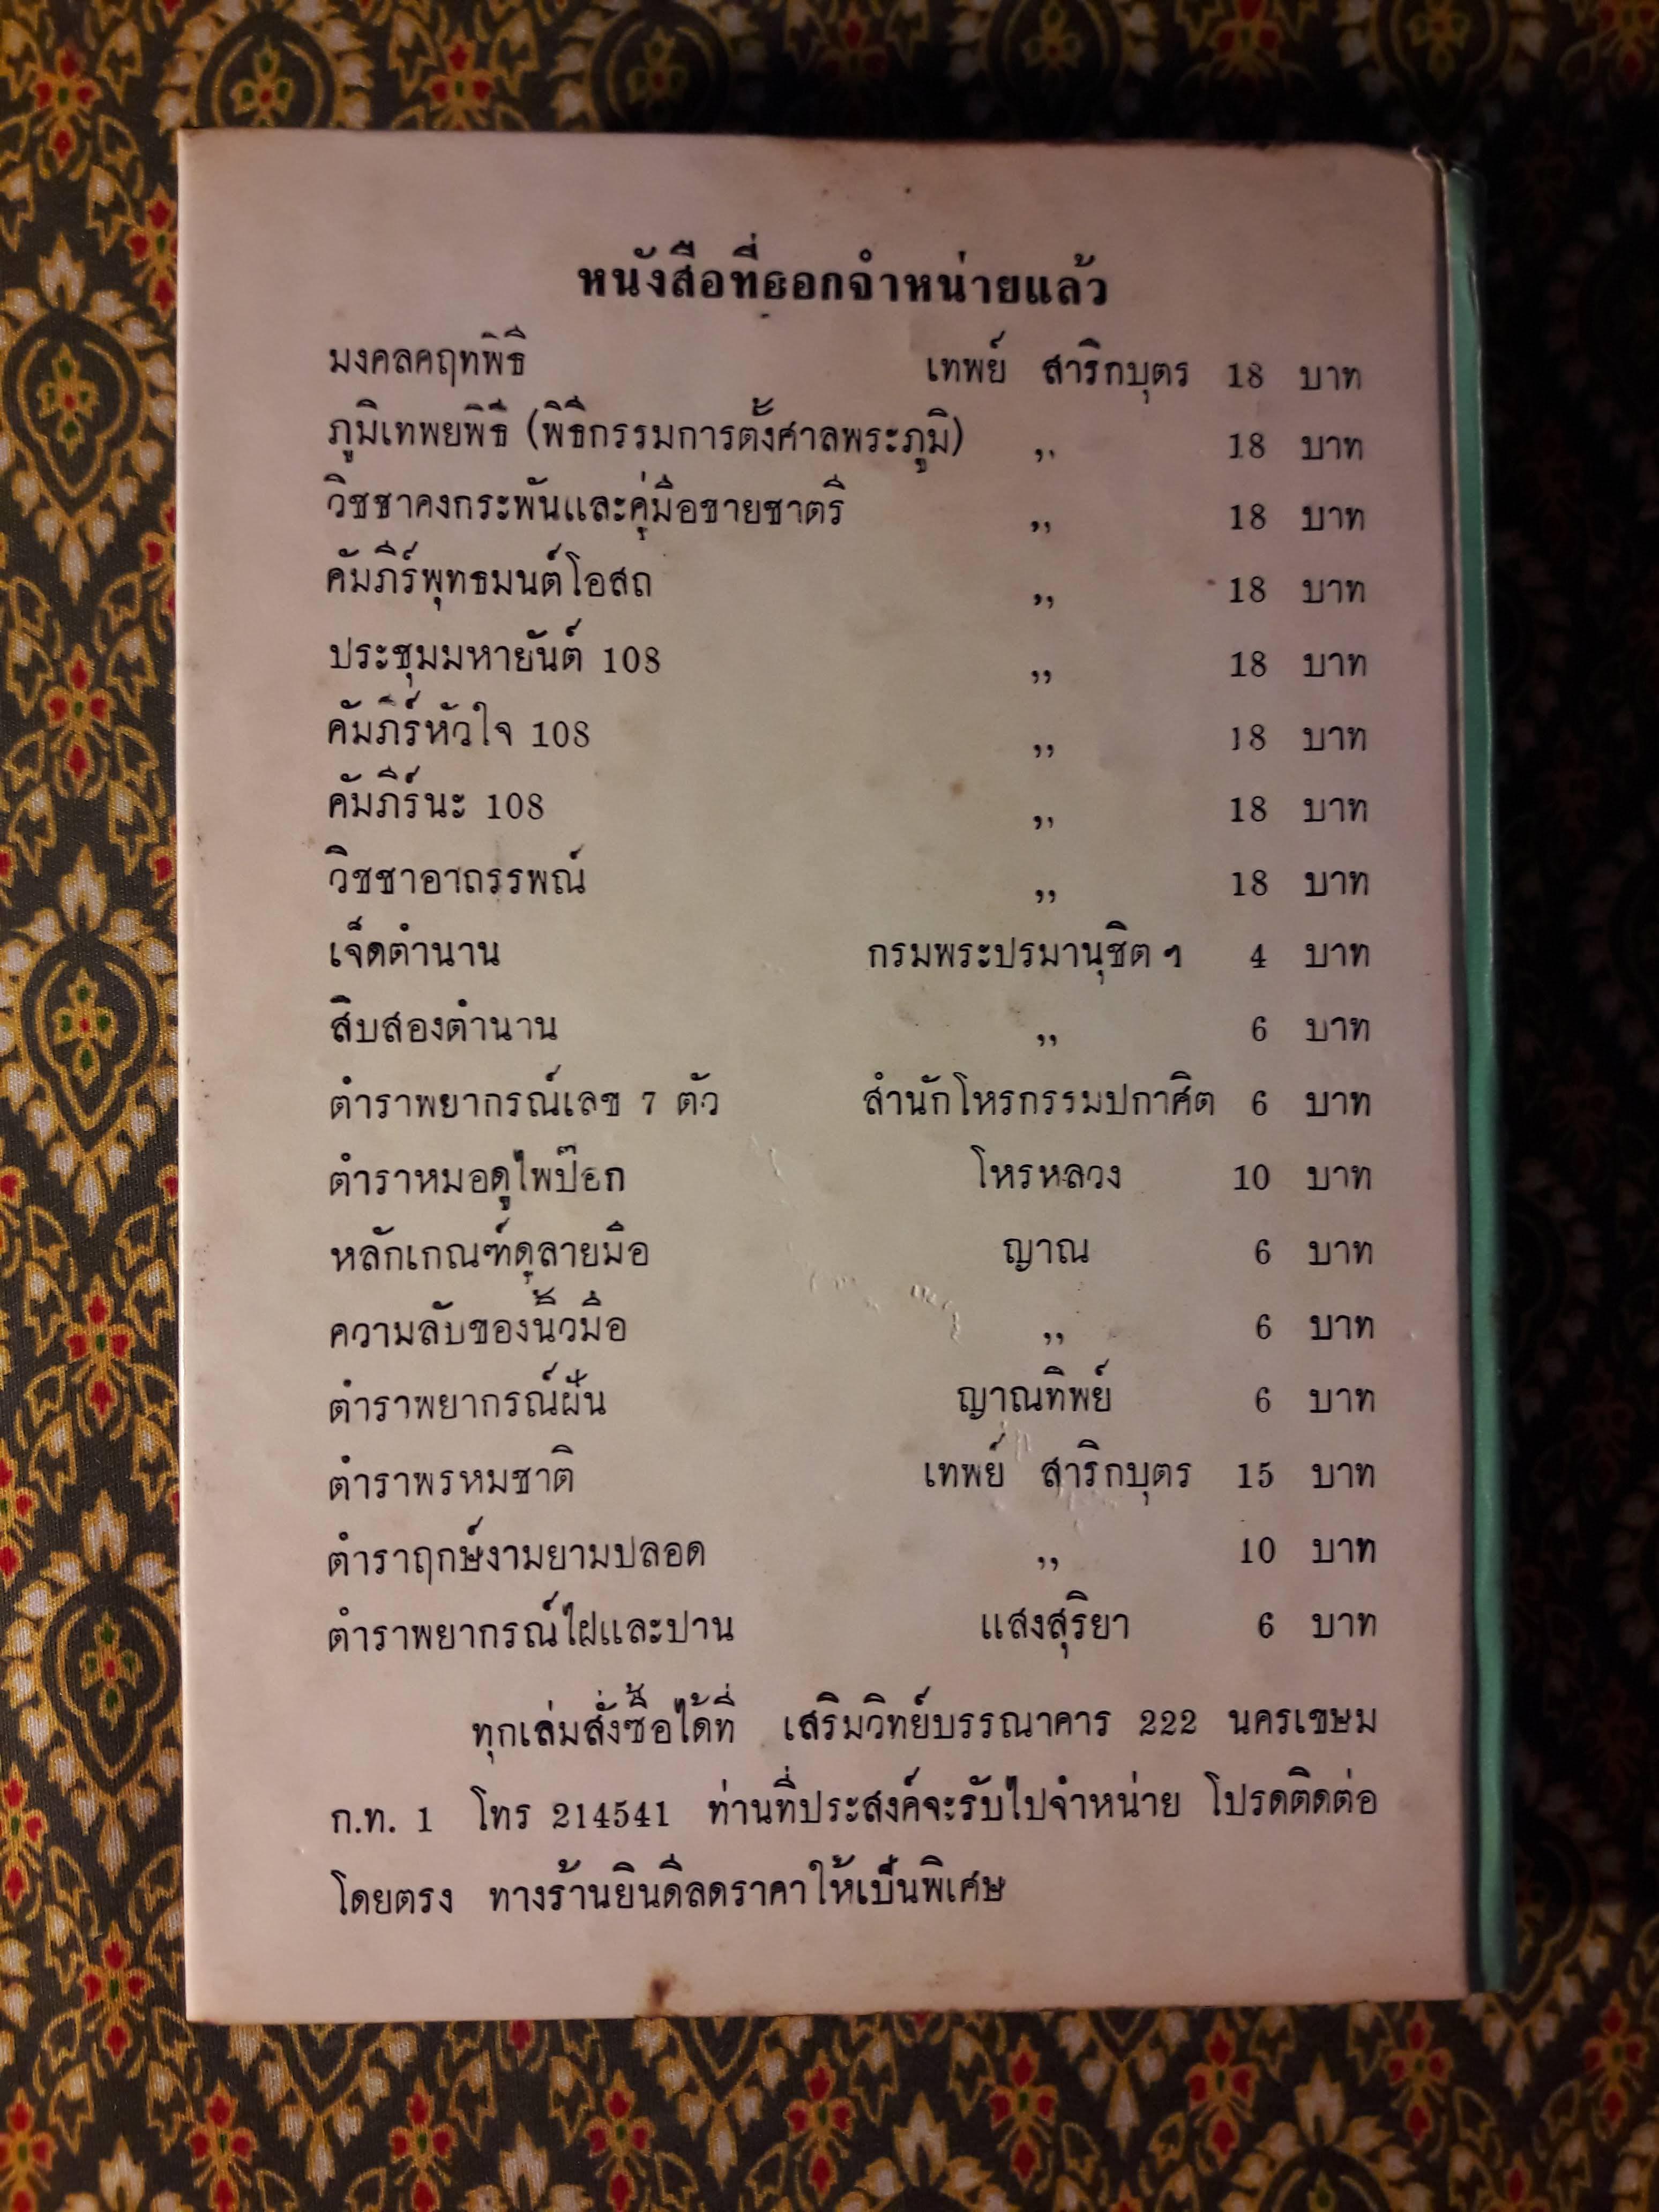 หนังสือที่ออกจำหน่ายแล้ว
มงคลคฤหพิธี เทพย์ สาริกบุตร 18 บาท
ภูมิเทพยพิธี (พิธีกรรมการตั้งศาลพระภูมิ) ,, 18 บาท
วิชชาคงกระพันและคู่มือชายชาตรี ,, 18 บาท
คัมภีร์พุทธมนต์โอสถ ,, 18 บาท
ประชุมมหายันต์ 108 ,, 18 บาท
คัมภีร์หัวใจ 108 ,, 18 บาท
คัมภีร์นะ 108 ,, 18 บาท
วิชชาอาถรรพณ์ ,, 18 บาท
เจ็ดตำนาน กรมพระปรมานุชิต ฯ 4 บาท
สิบสองตำนาน ,, 6 บาท
ตำราพยากรณ์เลข 7 ตัว สำนักโหรกรรมปกาศิต 6 บาท
ตำราหมอดูไพ่ป๊อก โหรหลวง 10 บาท
หลักเกณฑ์ดูลายมือ ญาณ 6 บาท
ความลับของนิ้วมือ ,, 6 บาท
ตำราพยากรณ์ฝัน ญาณทิพย์ 6 บาท
ตำราพรหมชาติ เทพย์ สาริกบุตร 15 บาท
ตำราฤกษ์งามยามปลอด ,, 10 บาท
ตำราพยากรณ์ไฝและปาน แสงสุริยา 6 บาท
ทุกเล่มสั่งซื้อได้ที่ เสริมวิทย์บรรณาคาร 222 นครเขษม
ก.ท. 1 โทร 214541 ท่านที่ประสงค์จะรับไปจำหน่าย โปรดติดต่อ
โดยตรง ทางร้านยินดีลดราคาให้เป็นพิเศษ